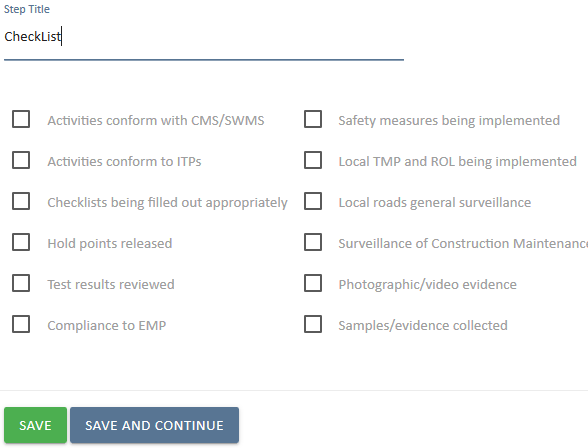 Step Title
CheckList
Activities conform with CMS/SWMS
Safety measures being implemented
Activities conform to ITPs
Local TMP and ROL being implemented
Checklists being filled out appropriately
Local roads general surveillance
Hold points released
Surveillance of Construction Maintenance
Test results reviewed
Photographic/video evidence
Compliance to EMP
Samples/evidence collected
SAVE
SAVE AND CONTINUE